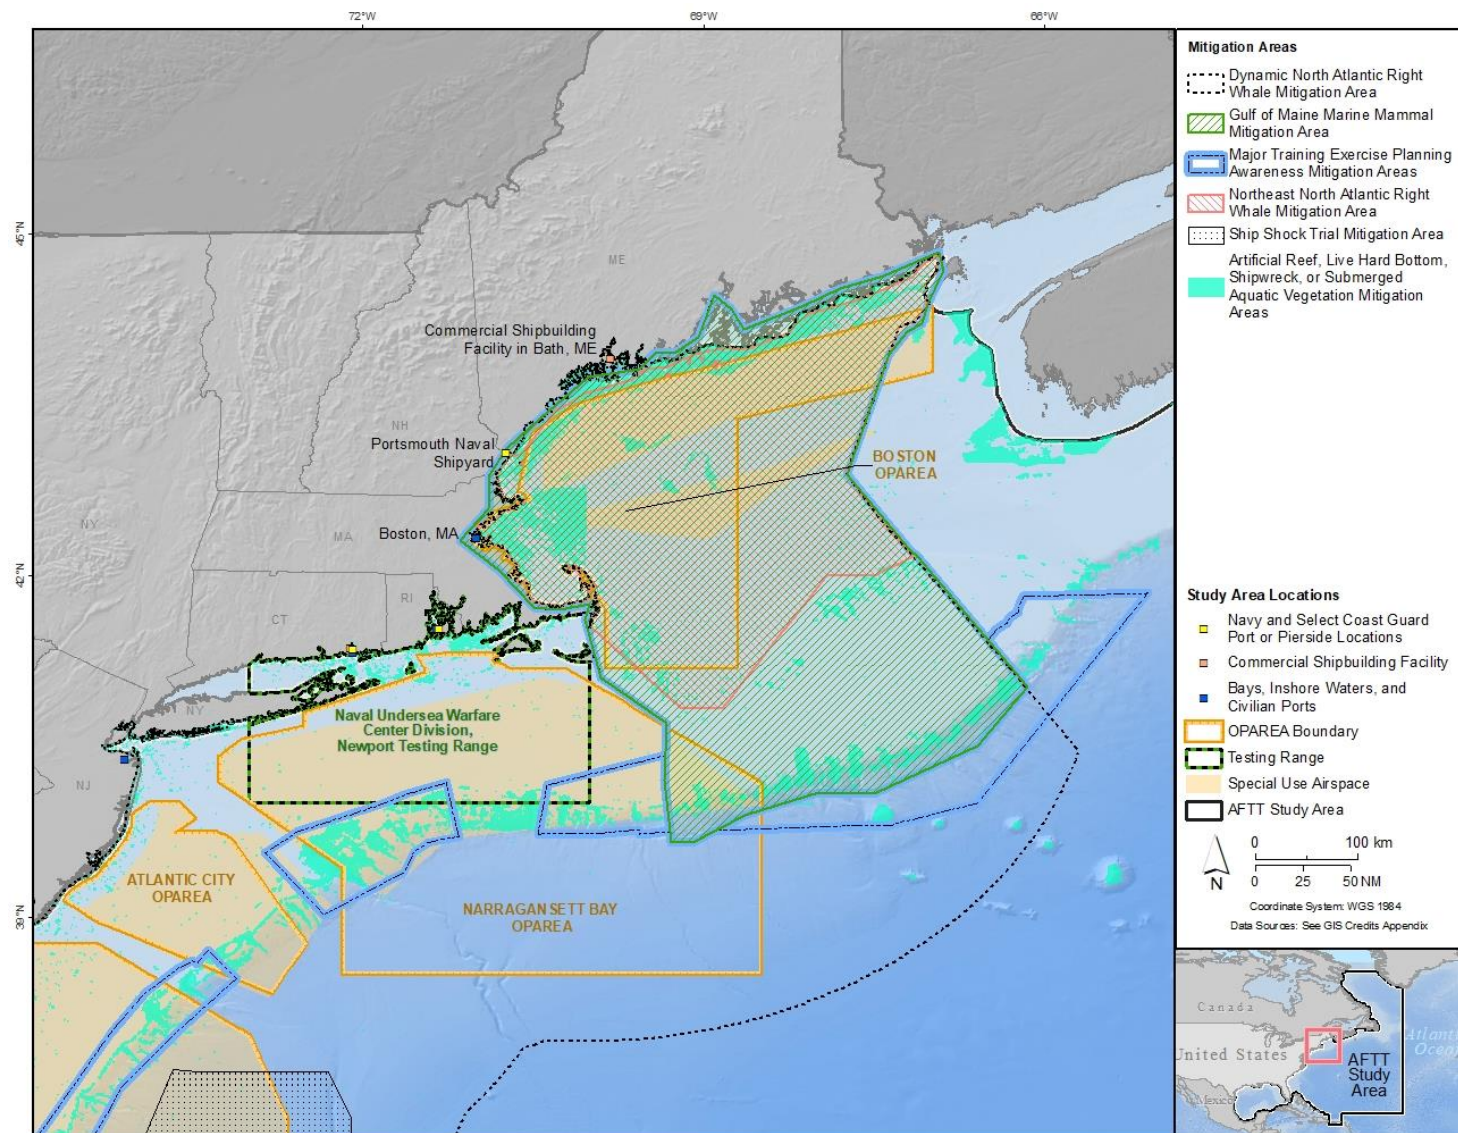 72°W
69°W
66°W
45°N
42°N
39°N
ME
NH
NY
MA
CT
RI
NY
NJ
Commercial Shipbuilding
Facility in Bath, ME
Portsmouth Naval
Shipyard
Boston, MA
BOSTON
OPAREA
Naval Undersea Warfare
Center Division,
Newport Testing Range
ATLANTIC CITY
OPAREA
NARRAGANSETT BAY
OPAREA
Mitigation Areas
Dynamic North Atlantic Right
Whale Mitigation Area
Gulf of Maine Marine Mammal
Mitigation Area
Major Training Exercise Planning
Awareness Mitigation Areas
Northeast North Atlantic Right
Whale Mitigation Area
Ship Shock Trial Mitigation Area
Artificial Reef, Live Hard Bottom,
Shipwreck, or Submerged
Aquatic Vegetation Mitigation
Areas
Study Area Locations
Navy and Select Coast Guard
Port or Pierside Locations
Commercial Shipbuilding Facility
Bays, Inshore Waters, and
Civilian Ports
OPAREA Boundary
Testing Range
Special Use Airspace
AFTT Study Area
N
0 100 km
0 25 50 NM
Coordinate System: WGS 1984
Data Sources: See GIS Credits Appendix
Canada
United States
Mexico
Atlantic
Ocean
AFTT
Study
Area